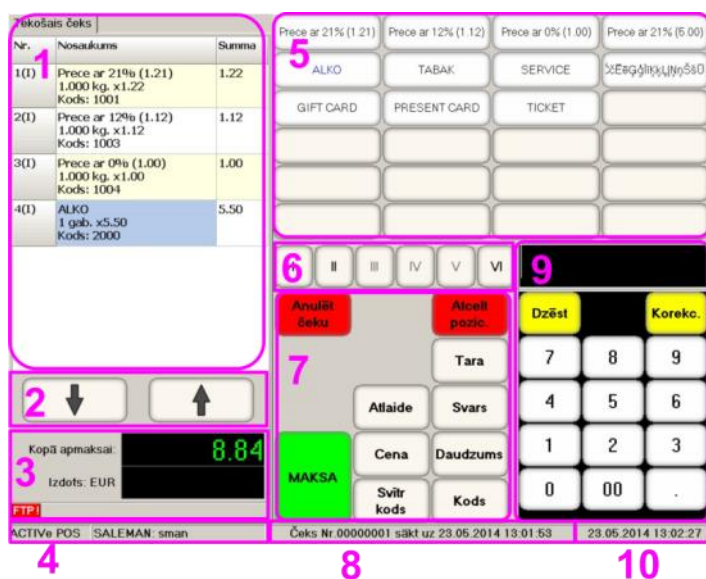 Tekošais čeks
Nr. Nosaukums Summa
1(I) Prece ar 21% (1.21) 1.22
1.000 kg. x1.22
Kods: 1001
2(I) Prece ar 12% (1.12) 1.12
1.000 kg. x1.12
Kods: 1003
3(I) Prece ar 0% (1.00) 1.00
1.000 kg. x1.00
Kods: 1004
4(I) ALKO 5.50
1 gab. x5.50
Kods: 2000
1
2
Kopā apmaksai: 8.84
Izdots: EUR
3
FTP!
ACTIVe POS SALEMAN: sman
4
Prece ar 21% (1.21) Prece ar 12% (1.12) Prece ar 0% (1.00) Prece ar 21% (5.00)
5
ALKO TABAK SERVICE
GIFT CARD PRESENT CARD TICKET
6 II III IV V VI
Anulēt čeku
Atcelt pozic.
7
Tara
Atlaide Svars
MAKSA Cena Daudzums
Svītr kods
Kods
9
Dzēst Korekc.
7 8 9
4 5 6
1 2 3
0 00 .
Čeks Nr.00000001 sākt uz 23.05.2014 13:01:53
8
23.05.2014 13:02:27
10